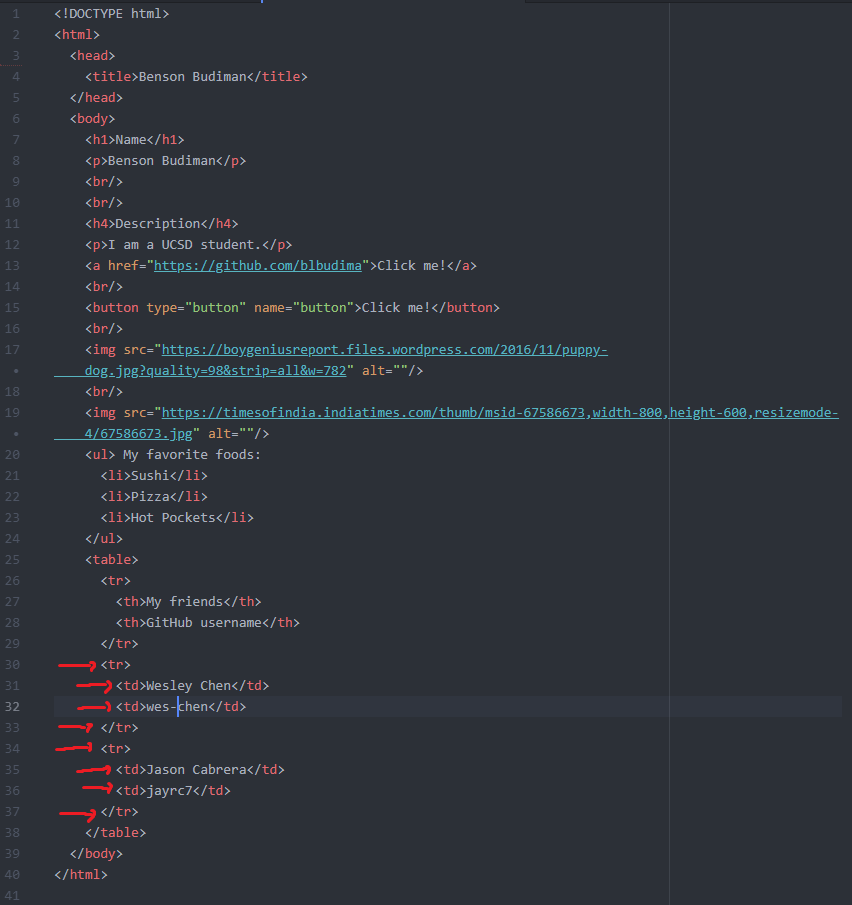 1 <!DOCTYPE html>
2 <html>
3 <head>
4 <title>Benson Budiman</title>
5 </head>
6 <body>
7 <h1>Name</h1>
8 <p>Benson Budiman</p>
9 <br/>
10 <br/>
11 <h4>Description</h4>
12 <p>I am a UCSD student.</p>
13 <a href="https://github.com/blbudima">Click me!</a>
14 <br/>
15 <button type="button" name="button">Click me!</button>
16 <br/>
17 <img src="https://boygeniusreport.files.wordpress.com/2016/11/puppy-
• dog.jpg?quality=98&strip=all&w=782" alt=""/>
18 <br/>
19 <img src="https://timesofindia.indiatimes.com/thumb/msid-67586673,width-800,height-600,resizemode-
• 4/67586673.jpg" alt=""/>
20 <ul> My favorite foods:
21 <li>Sushi</li>
22 <li>Pizza</li>
23 <li>Hot Pockets</li>
24 </ul>
25 <table>
26 <tr>
27 <th>My friends</th>
28 <th>GitHub username</th>
29 </tr>
30 <tr>
31 <td>Wesley Chen</td>
32 <td>wes-chen</td>
33 </tr>
34 <tr>
35 <td>Jason Cabrera</td>
36 <td>jayrc7</td>
37 </tr>
38 </table>
39 </body>
40 </html>
41